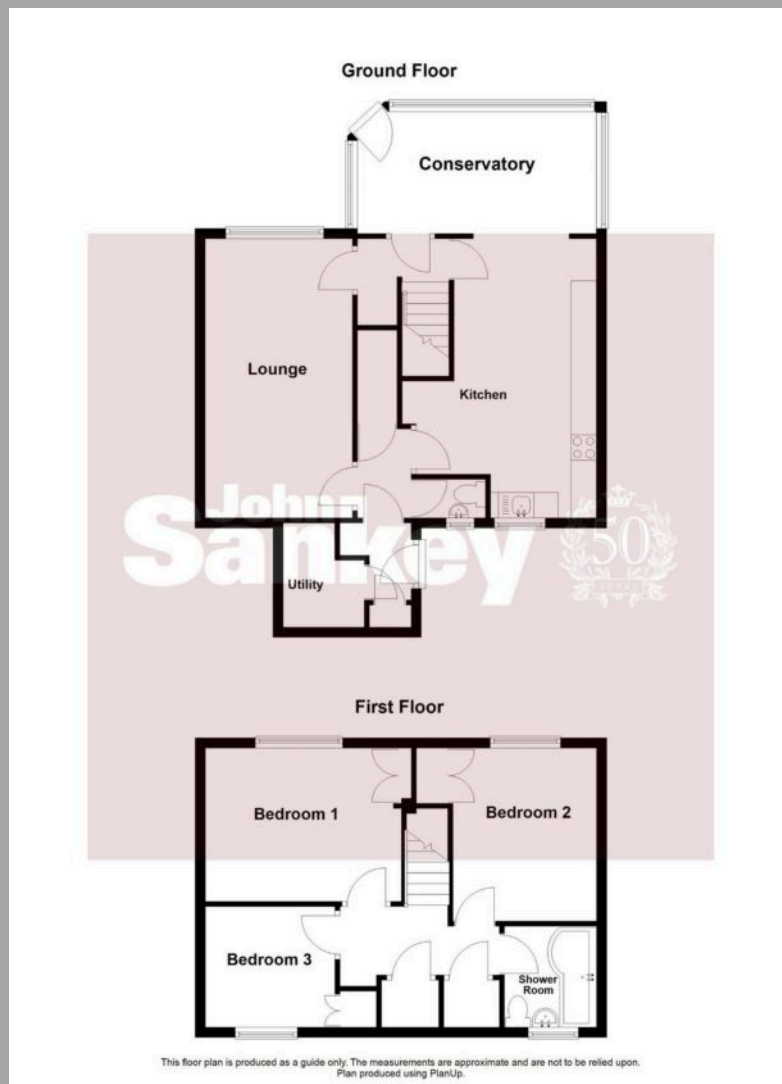 Ground Floor
Conservatory
Lounge
Kitchen
John
Sankey
50
YEARS
Utility
First Floor
Bedroom 1
Bedroom 2
Bedroom 3
Shower
Room
This floor plan is produced as a guide only. The measurements are approximate and are not to be relied upon.
Plan produced using PlanUp.